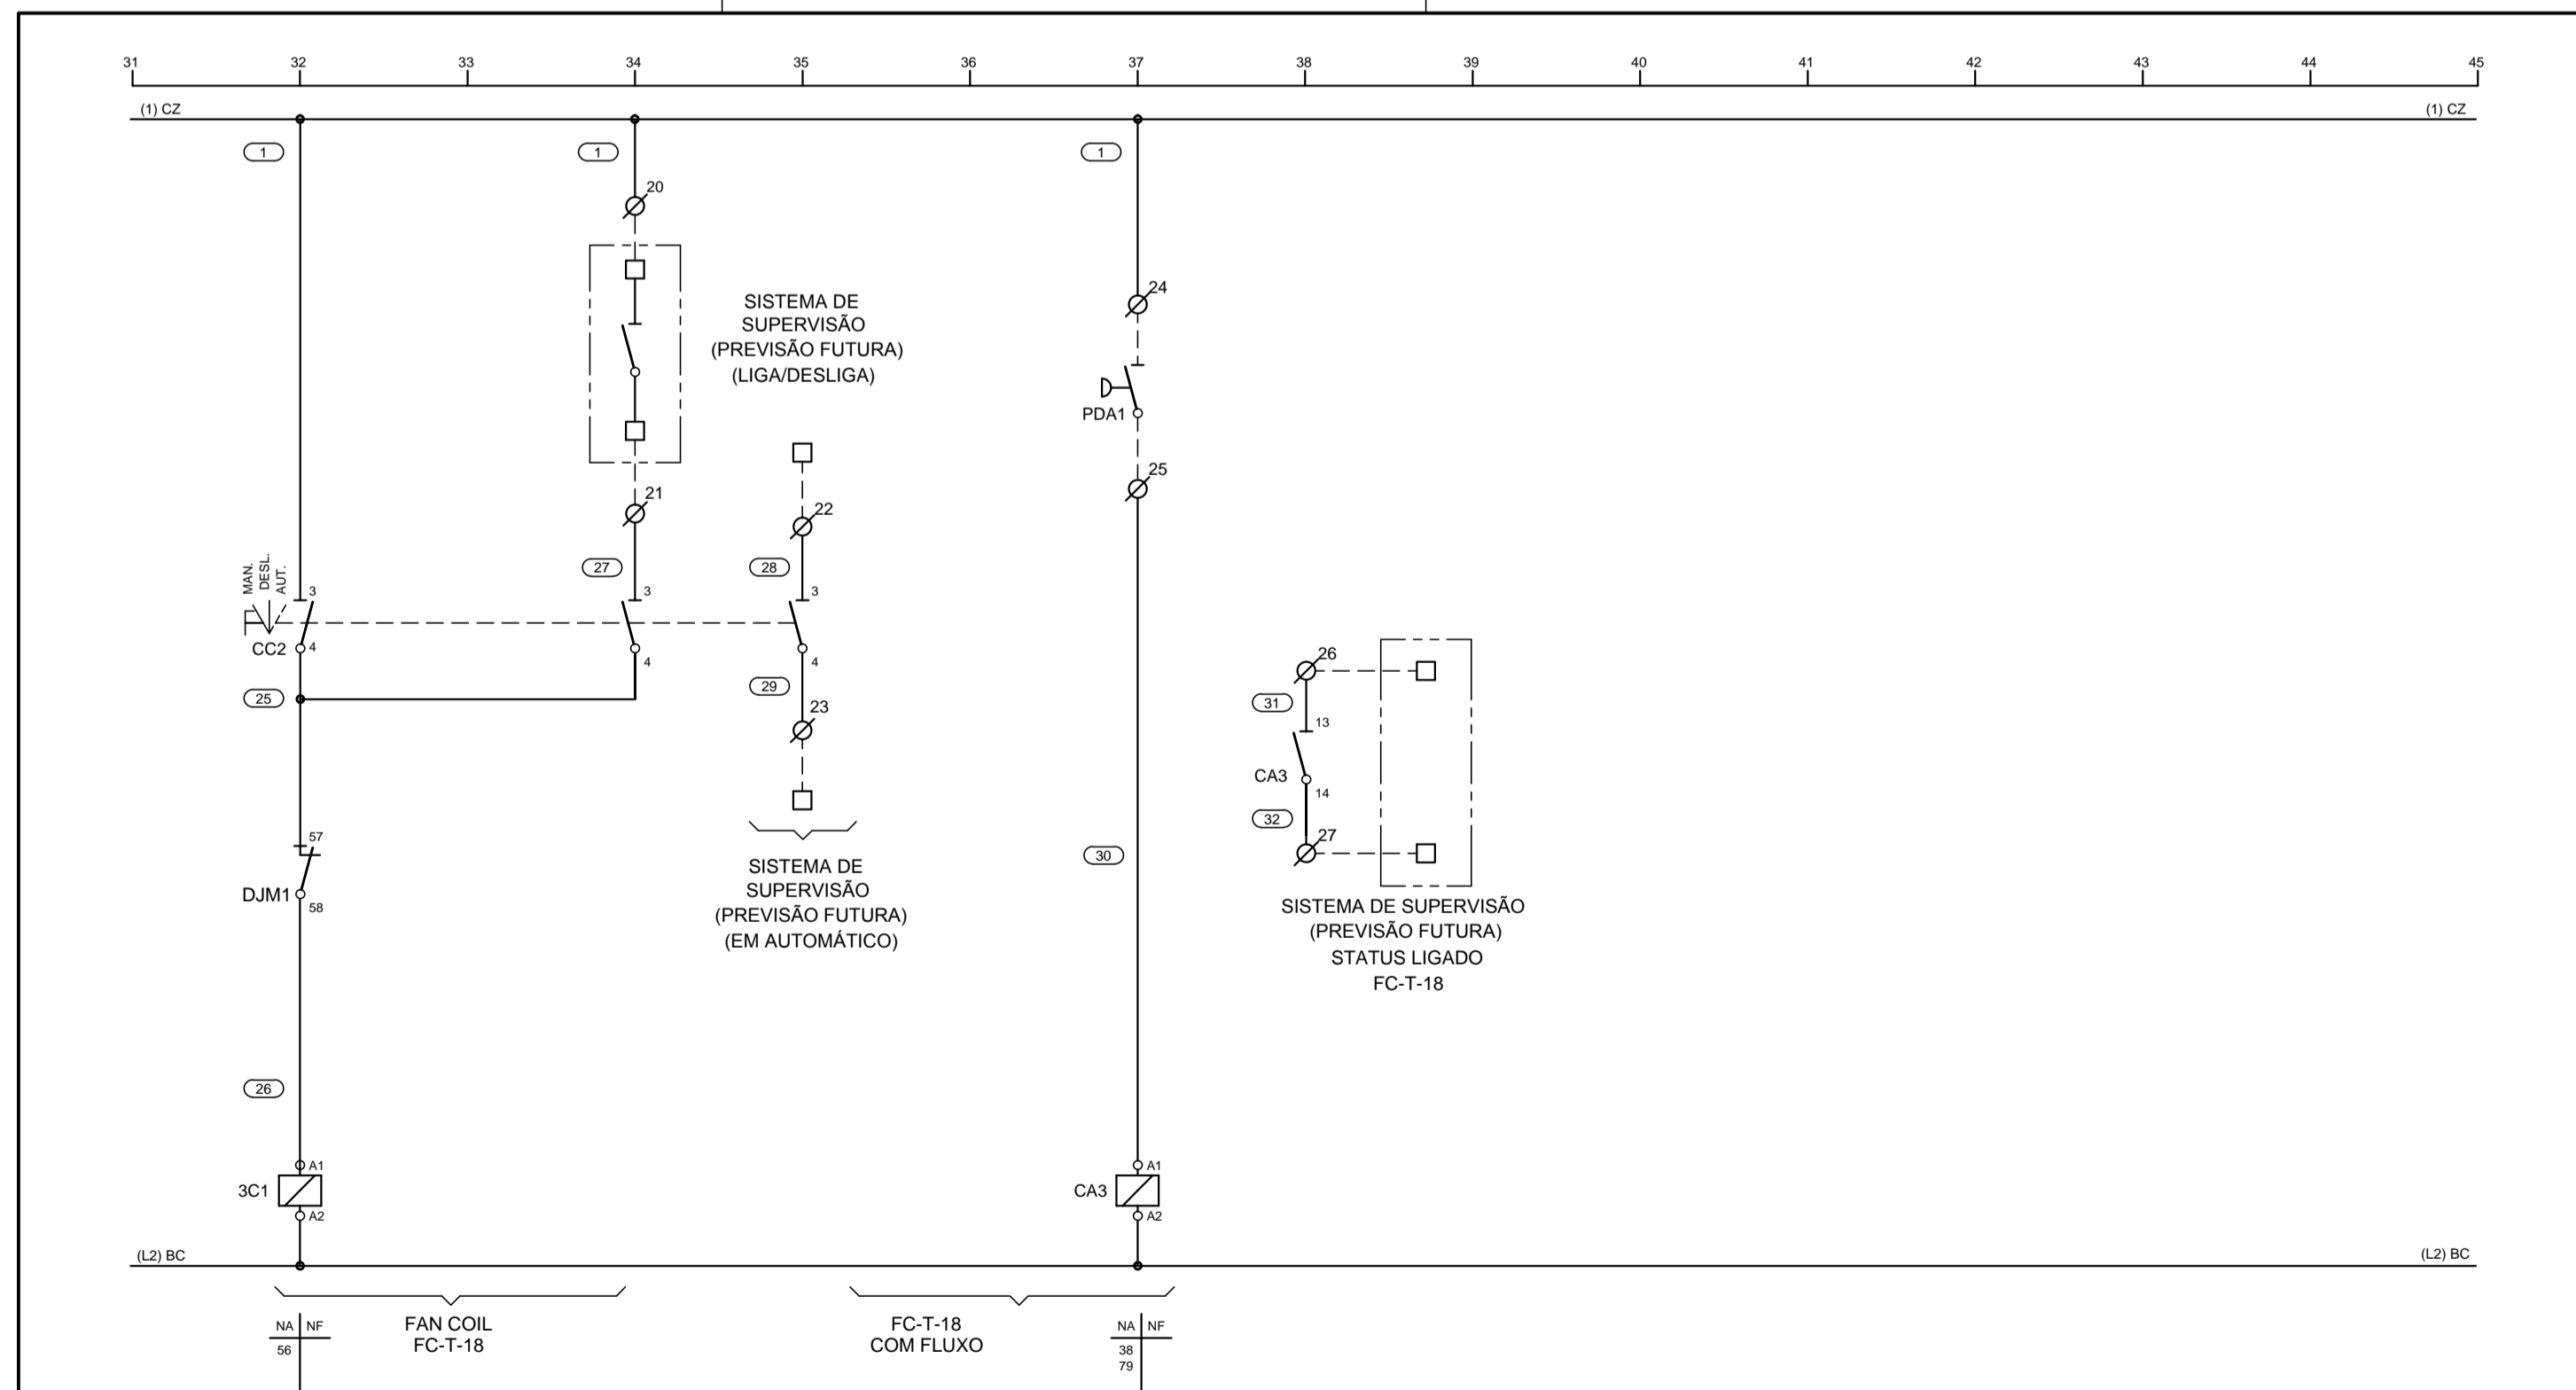 31 32 33 34 35 36 37 38 39 40 41 42 43 44 45
(1) CZ (1) CZ
1 1 1
20
24
SISTEMA DE
SUPERVISÃO
(PREVISÃO FUTURA)
(LIGA/DESLIGA)
PDA1
25
21
22
27 28
MAN.
DESL.
AUT.
3 3 3
CC2 4 4 4
25 29
23
26
31
13
CA3
14
32
27
57
DJM1
58
30
SISTEMA DE
SUPERVISÃO
(PREVISÃO FUTURA)
(EM AUTOMÁTICO)
SISTEMA DE SUPERVISÃO
(PREVISÃO FUTURA)
STATUS LIGADO
FC-T-18
26
A1 A1
3C1 CA3
A2 A2
(L2) BC (L2) BC
NA NF
56
FAN COIL
FC-T-18
FC-T-18
COM FLUXO
NA NF
38
79